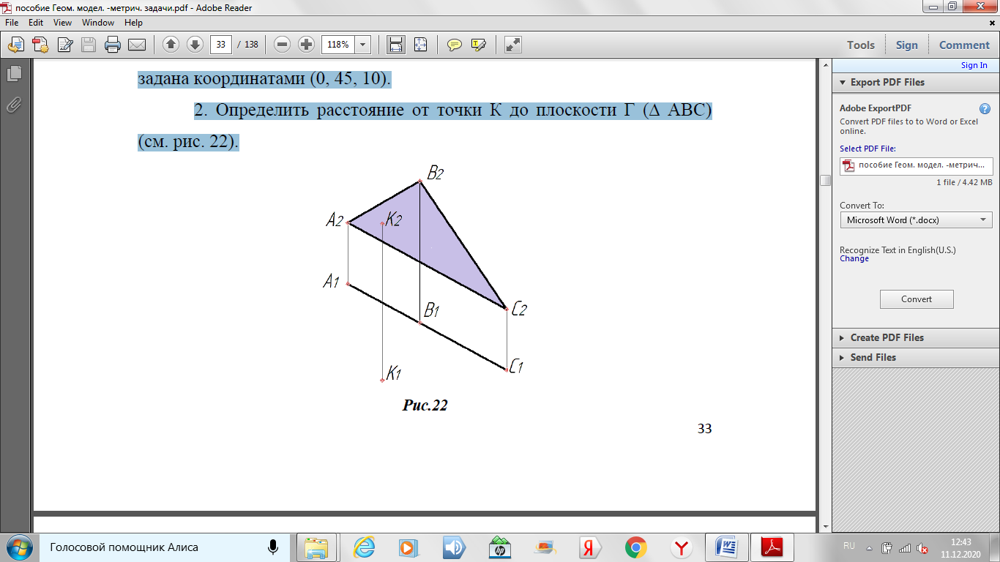 пособие Геом. модел. -метрич. задачи.pdf - Adobe Reader
File Edit View Window Help
33 / 138 118% Tools Sign Comment
Sign In
Export PDF Files
Adobe ExportPDF
Convert PDF files to to Word or Excel
online.
Select PDF File:
пособие Геом. модел. -метрич...
1 file / 4.42 MB
Convert To:
Microsoft Word (*.docx)
Recognize Text in English(U.S.)
Change
Convert
Create PDF Files
Send Files
задана координатами (0, 45, 10).
2. Определить расстояние от точки К до плоскости Г (Δ АВС)
(см. рис. 22).
B2
A2
K2
A1
B1
C2
C1
K1
Рис.22
33
Голосовой помощник Алиса
RU
12:43
11.12.2020